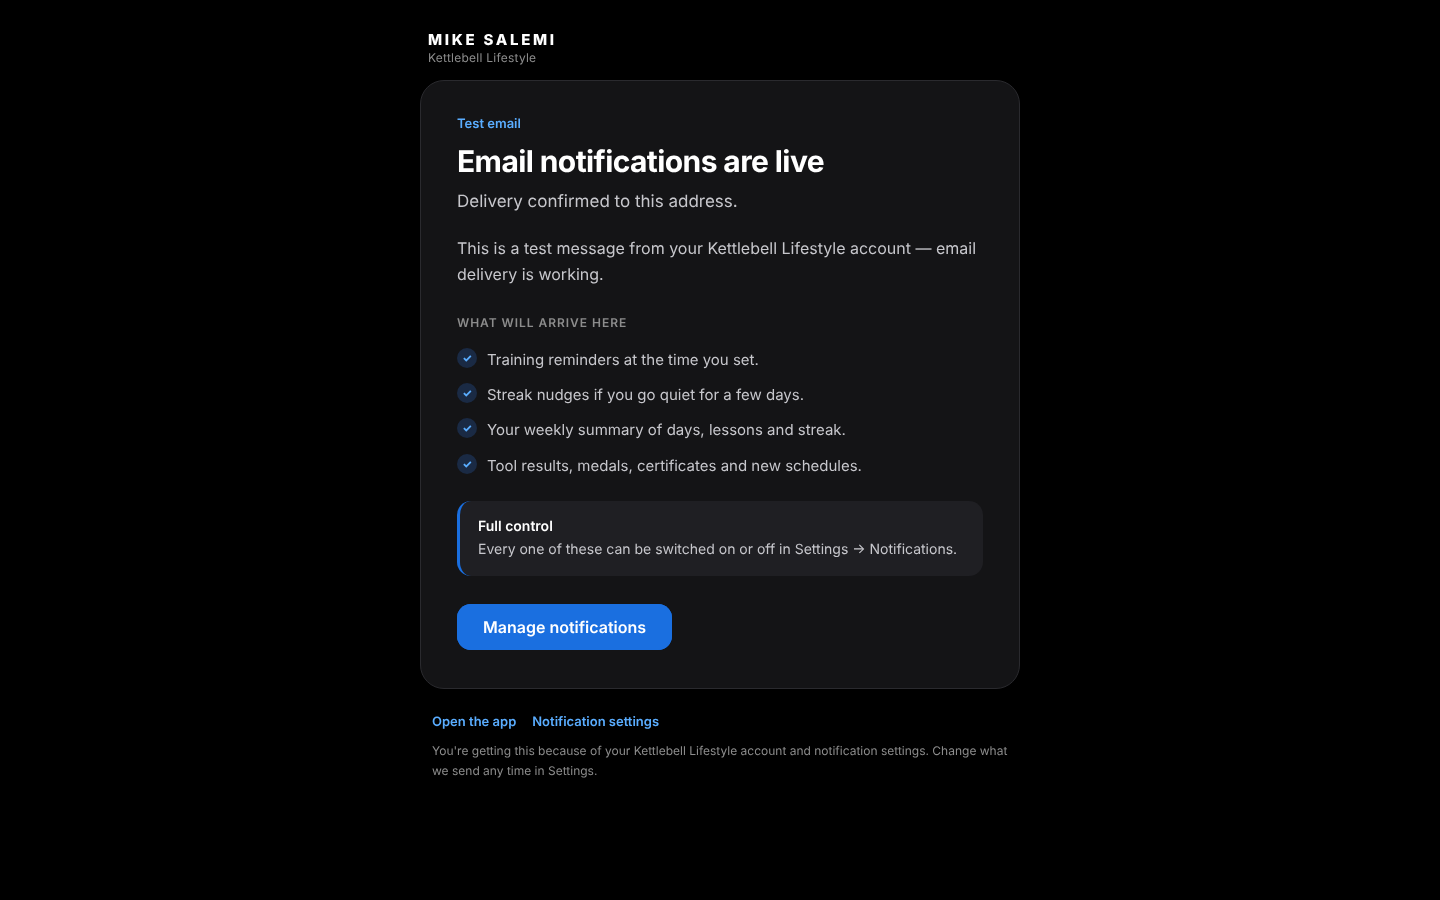 MIKE SALEMI
Kettlebell Lifestyle
Test email
Email notifications are live
Delivery confirmed to this address.
This is a test message from your Kettlebell Lifestyle account — email
delivery is working.
WHAT WILL ARRIVE HERE
Training reminders at the time you set.
Streak nudges if you go quiet for a few days.
Your weekly summary of days, lessons and streak.
Tool results, medals, certificates and new schedules.
Full control
Every one of these can be switched on or off in Settings → Notifications.
Manage notifications
Open the app Notification settings
You're getting this because of your Kettlebell Lifestyle account and notification settings. Change what
we send any time in Settings.